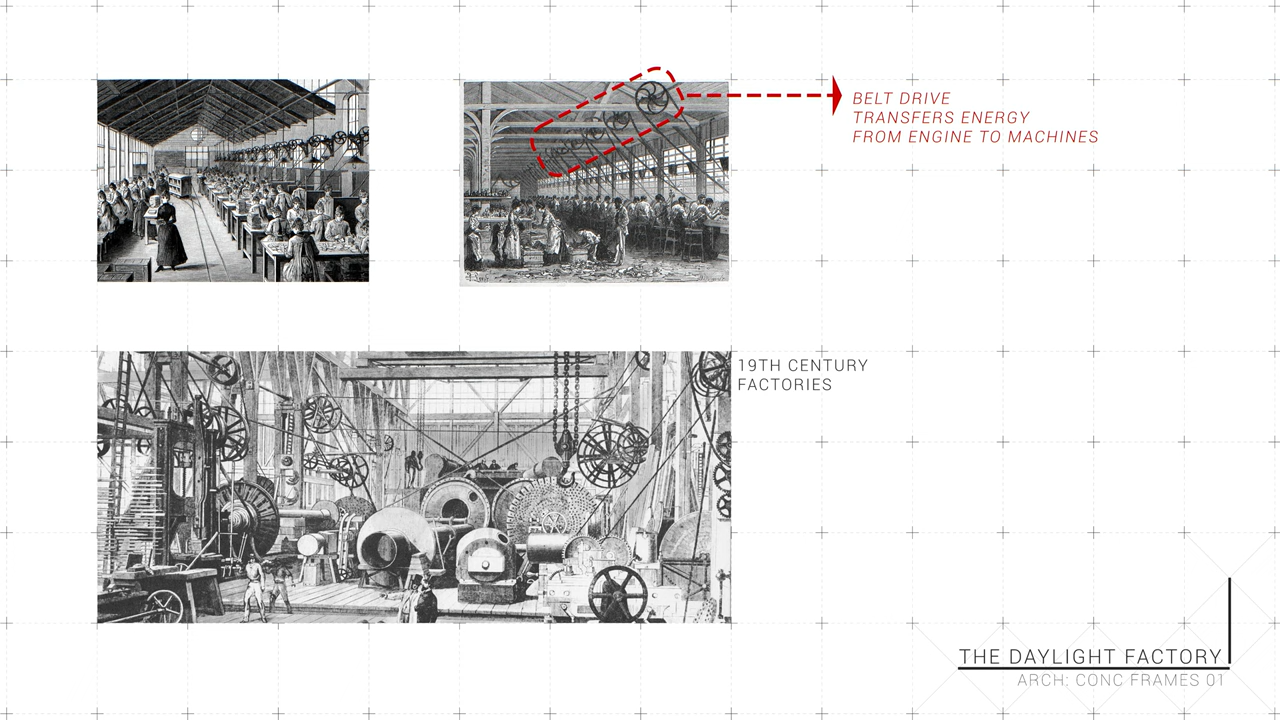 BELT DRIVE
TRANSFERS ENERGY
FROM ENGINE TO MACHINES
19TH CENTURY
FACTORIES
THE DAYLIGHT FACTORY
ARCH: CONC FRAMES 01